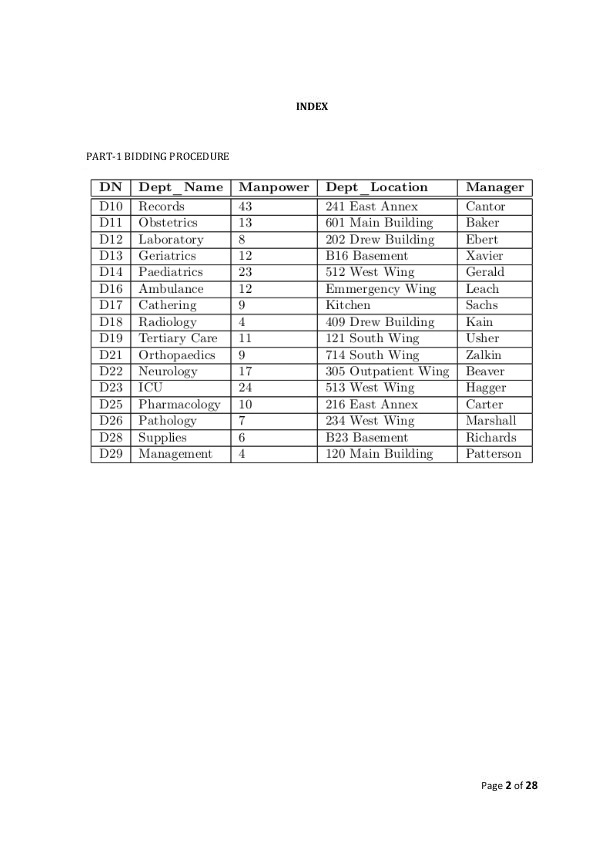 INDEX
PART-1 BIDDING PROCEDURE
DN Dept_Name Manpower Dept_Location Manager
D10 Records 43 241 East Annex Cantor
D11 Obstetrics 13 601 Main Building Baker
D12 Laboratory 8 202 Drew Building Ebert
D13 Geriatrics 12 B16 Basement Xavier
D14 Paediatrics 23 512 West Wing Gerald
D16 Ambulance 12 Emmergency Wing Leach
D17 Cathering 9 Kitchen Sachs
D18 Radiology 4 409 Drew Building Kain
D19 Tertiary Care 11 121 South Wing Usher
D21 Orthopaedics 9 714 South Wing Zalkin
D22 Neurology 17 305 Outpatient Wing Beaver
D23 ICU 24 513 West Wing Hagger
D25 Pharmacology 10 216 East Annex Carter
D26 Pathology 7 234 West Wing Marshall
D28 Supplies 6 B23 Basement Richards
D29 Management 4 120 Main Building Patterson
Page 2 of 28